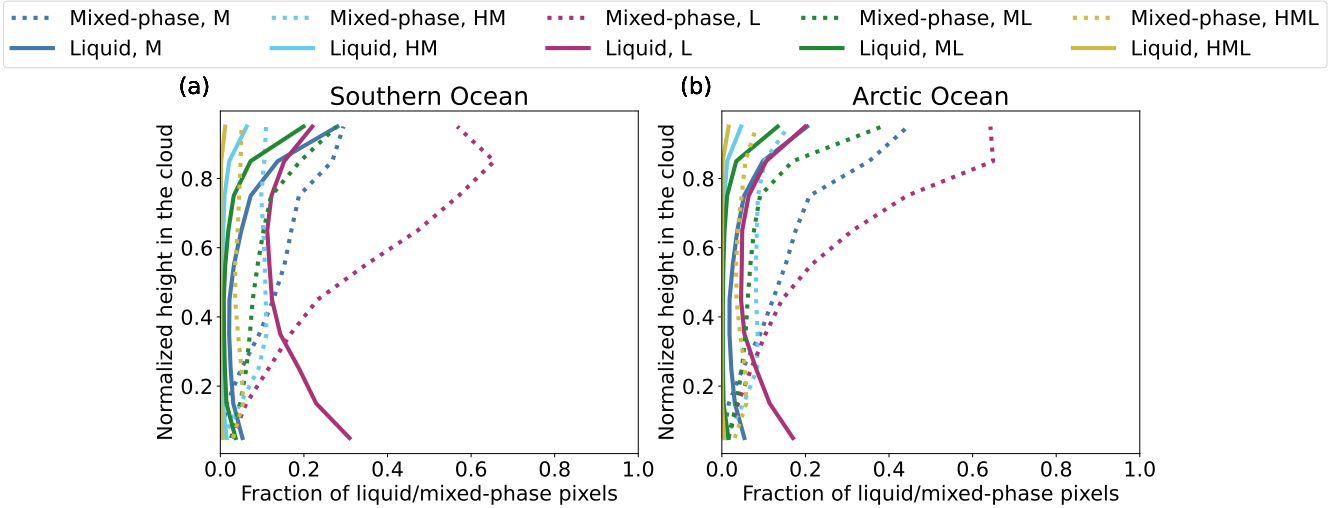 Mixed-phase, M Mixed-phase, HM Mixed-phase, L Mixed-phase, ML Mixed-phase, HML
Liquid, M Liquid, HM Liquid, L Liquid, ML Liquid, HML
(a) Southern Ocean
Normalized height in the cloud
0.8
0.6
0.4
0.2
0.0 0.2 0.4 0.6 0.8 1.0
Fraction of liquid/mixed-phase pixels
(b) Arctic Ocean
Normalized height in the cloud
0.8
0.6
0.4
0.2
0.0 0.2 0.4 0.6 0.8 1.0
Fraction of liquid/mixed-phase pixels